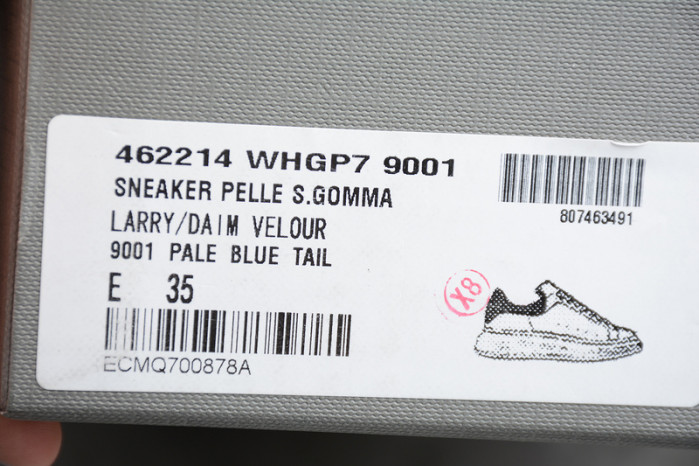 462214 WHGP7 9001
SNEAKER PELLE S.GOMMA
LARRY/DAIM VELOUR
9001 PALE BLUE TAIL
E 35
ECMQ700878A
807463491
X8